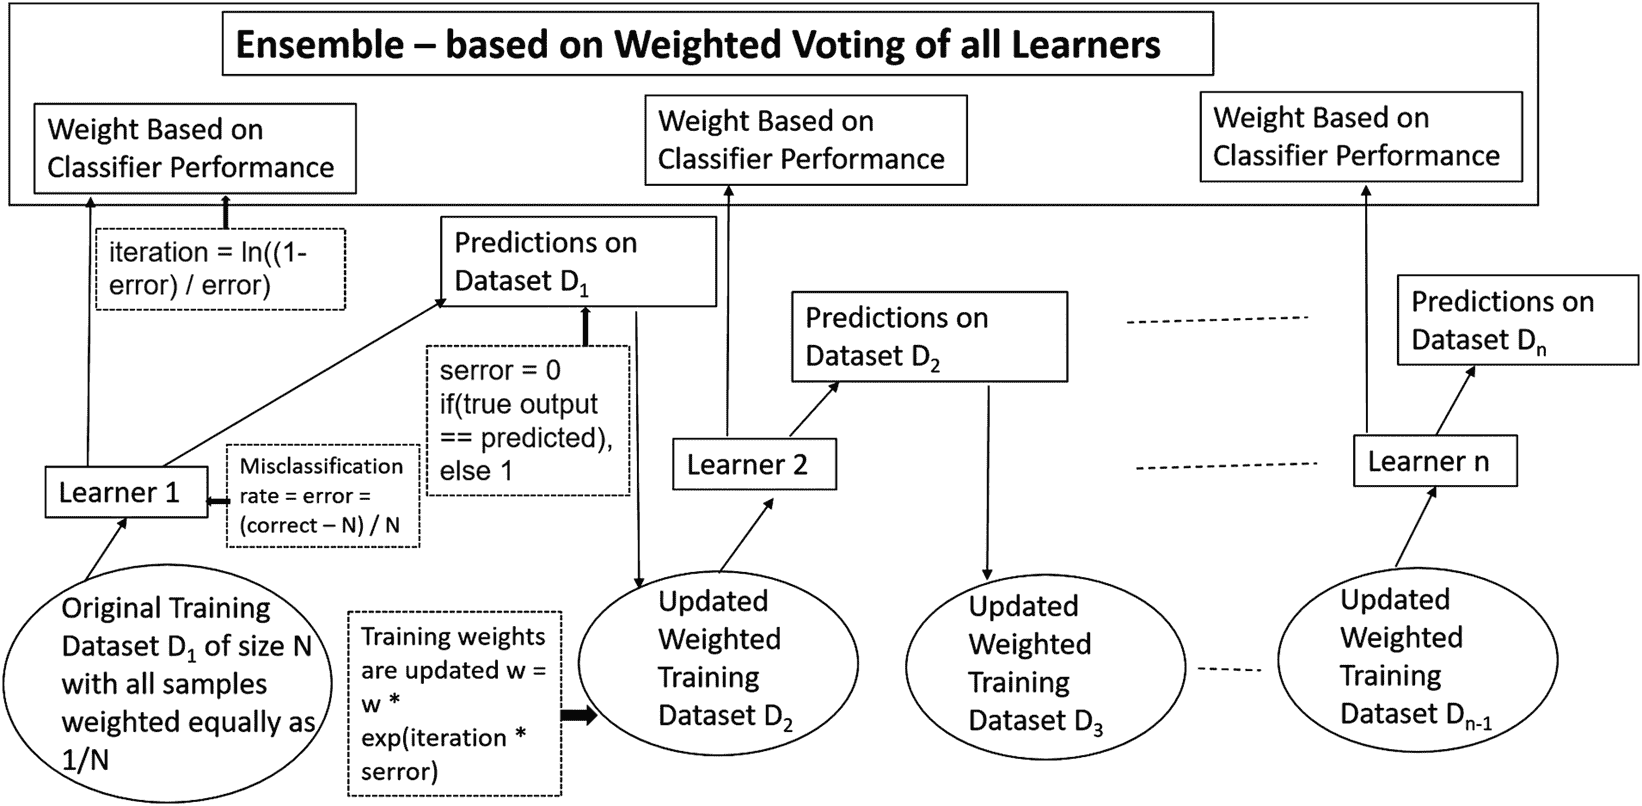 Ensemble – based on Weighted Voting of all Learners
Weight Based on
Classifier Performance
Weight Based on
Classifier Performance
Weight Based on
Classifier Performance
iteration = ln((1-
error) / error)
Predictions on
Dataset D₁
Predictions on
Dataset D₂
Predictions on
Dataset Dₙ
serror = 0
if(true output
== predicted),
else 1
Learner 1
Misclassification
rate = error =
(correct – N) / N
Learner 2
Learner n
Original Training
Dataset D₁ of size N
with all samples
weighted equally as
1/N
Training weights
are updated w =
w *
exp(iteration *
serror)
Updated
Weighted
Training
Dataset D₂
Updated
Weighted
Training
Dataset D₃
Updated
Weighted
Training
Dataset Dₙ₋₁